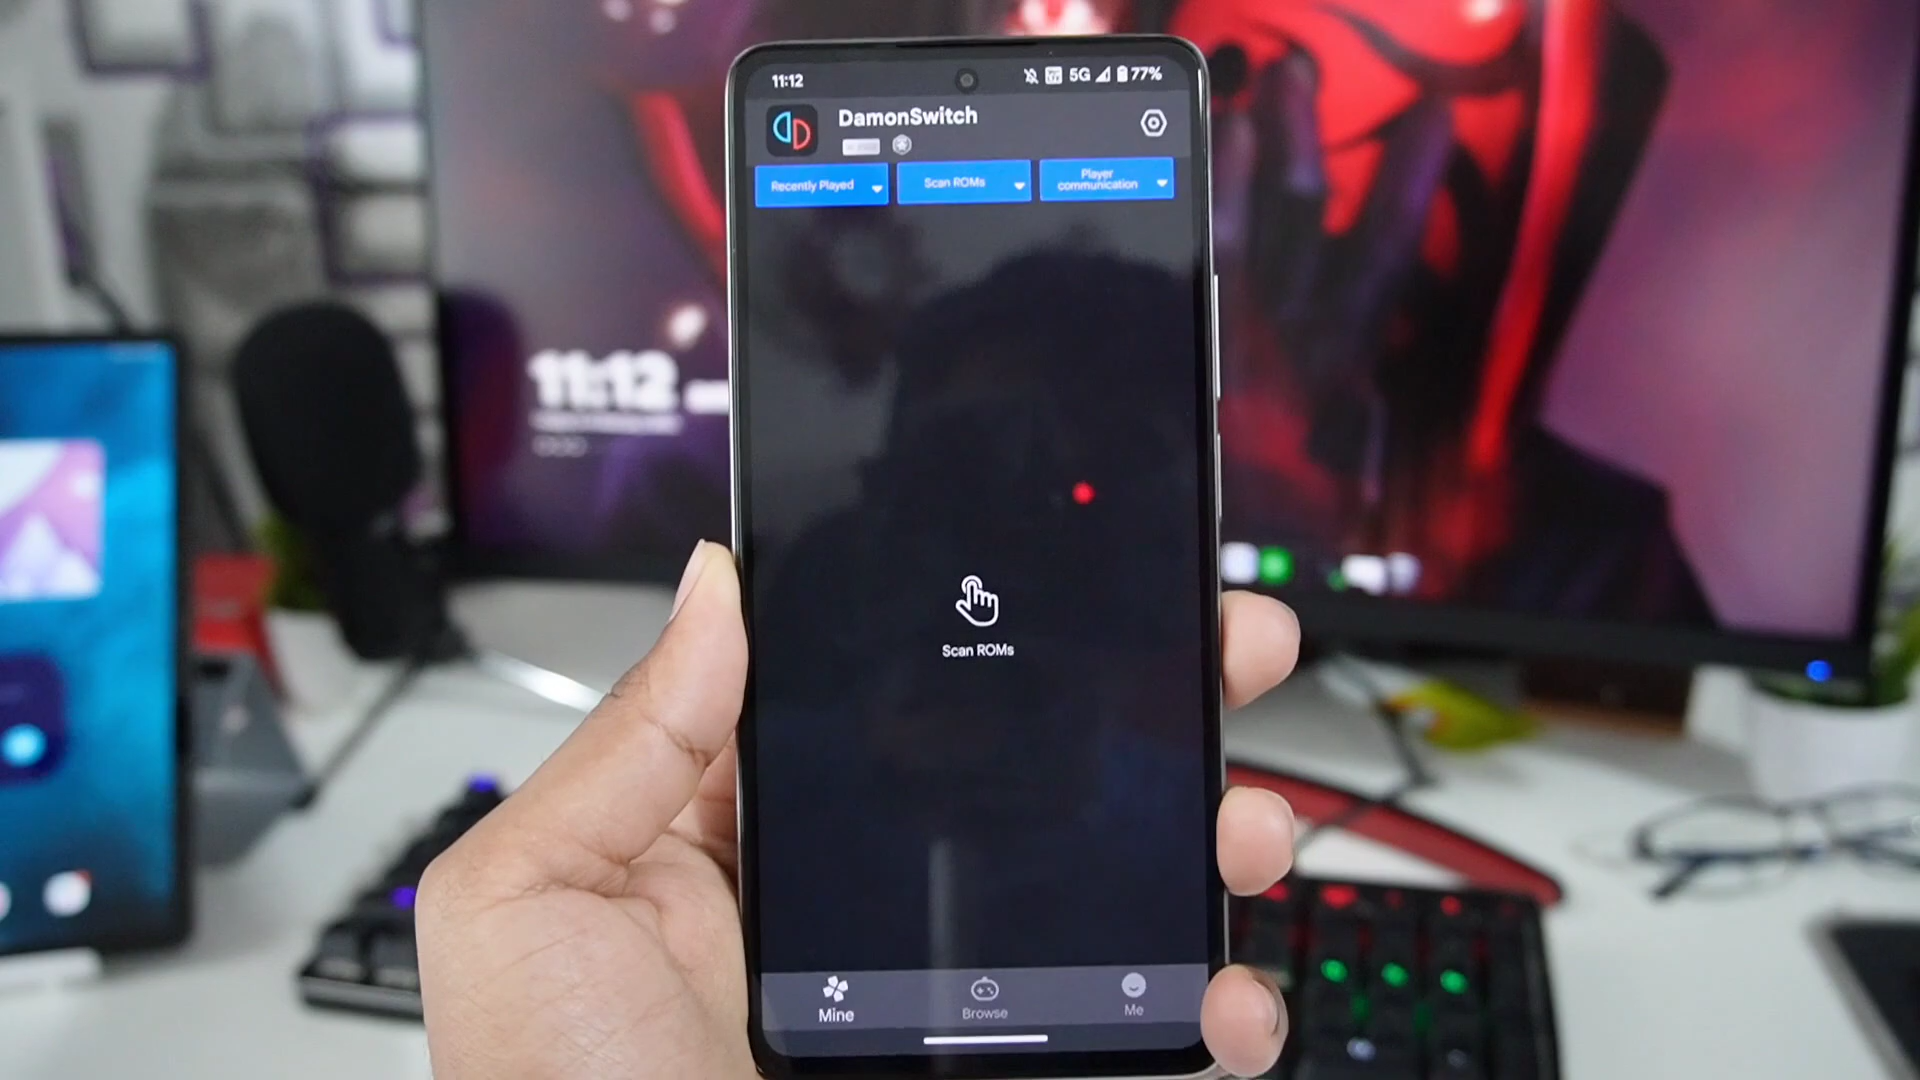 11:12
5G
77%
DamonSwitch
Recently Played
Scan ROMs
Player
communication
11:12
Scan ROMs
Mine
Browse
Me